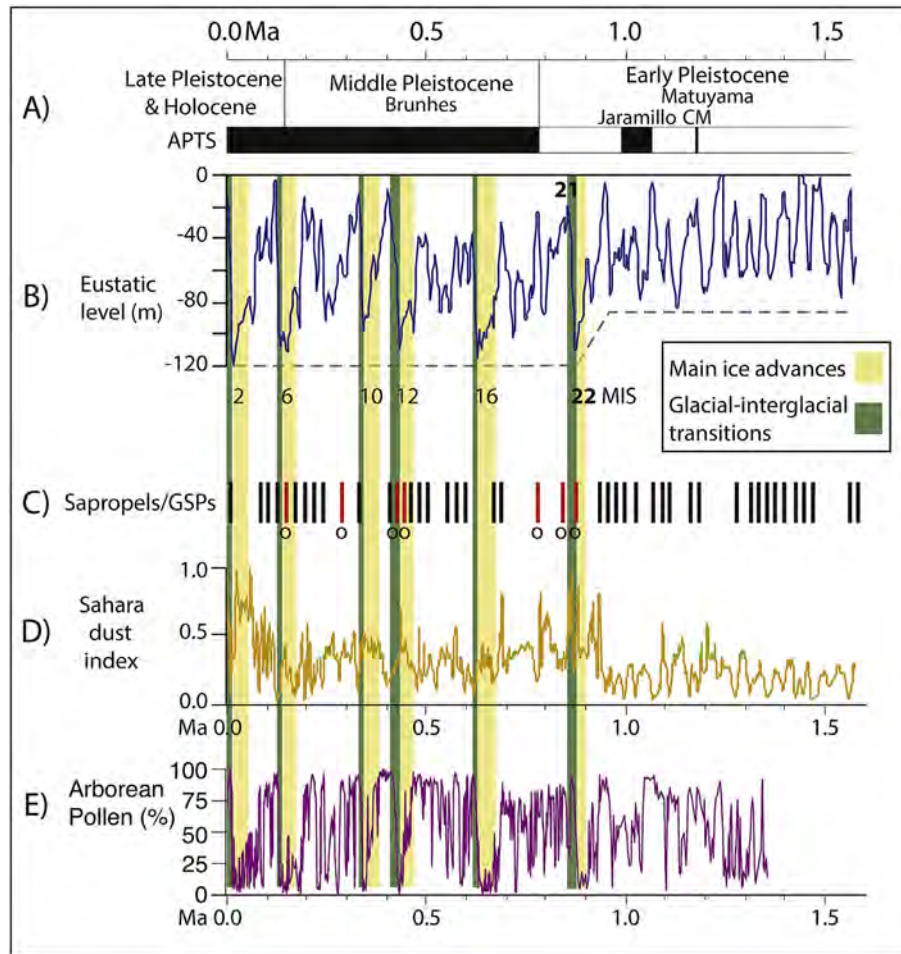 0.0Ma 0.5 1.0 1.5
A)
Late Pleistocene
& Holocene
Middle Pleistocene
Brunhes
Early Pleistocene
Matuyama
Jaramillo CM
APTS
B)
Eustatic
level (m)
0
-40
-80
-120
21
2 6 10 12 16 22 MIS
Main ice advances
Glacial-interglacial
transitions
C) Sapropels/GSPs
o o o o o o o
D)
Sahara
dust
index
1.0
0.5
0.0
Ma 0.0 0.5 1.0 1.5
E)
Arborean
Pollen (%)
100
75
50
25
0
Ma 0.0 0.5 1.0 1.5